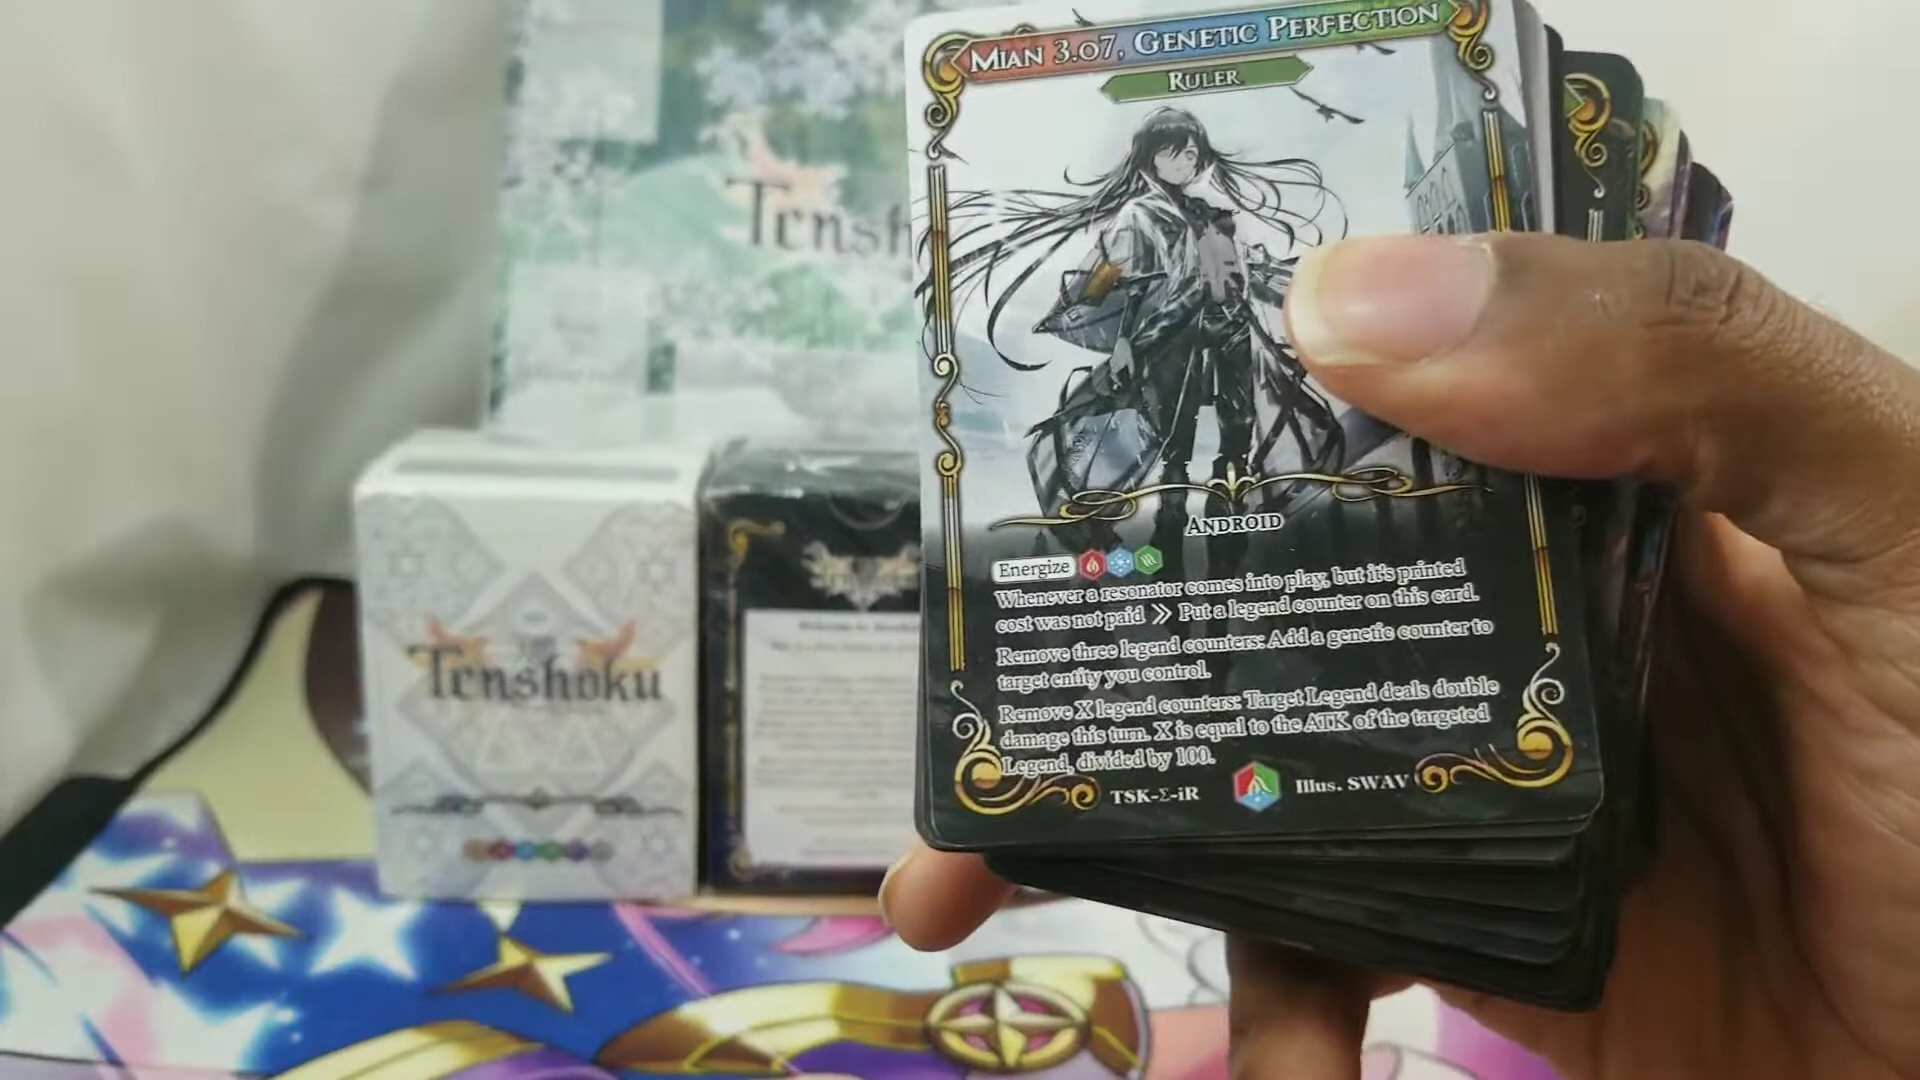 MIAN 3.07, GENETIC PERFECTION
RULER
Tensh
ANDROID
Energize
Whenever a resonator comes into play, but it's printed
cost was not paid ≫ Put a legend counter on this card.
Remove three legend counters: Add a genetic counter to
target entity you control.
Remove X legend counters: Target Legend deals double
damage this turn. X is equal to the ATK of the targeted
Legend, divided by 100.
TSK-Σ-iR
Illus. SWAV
Tenshoku